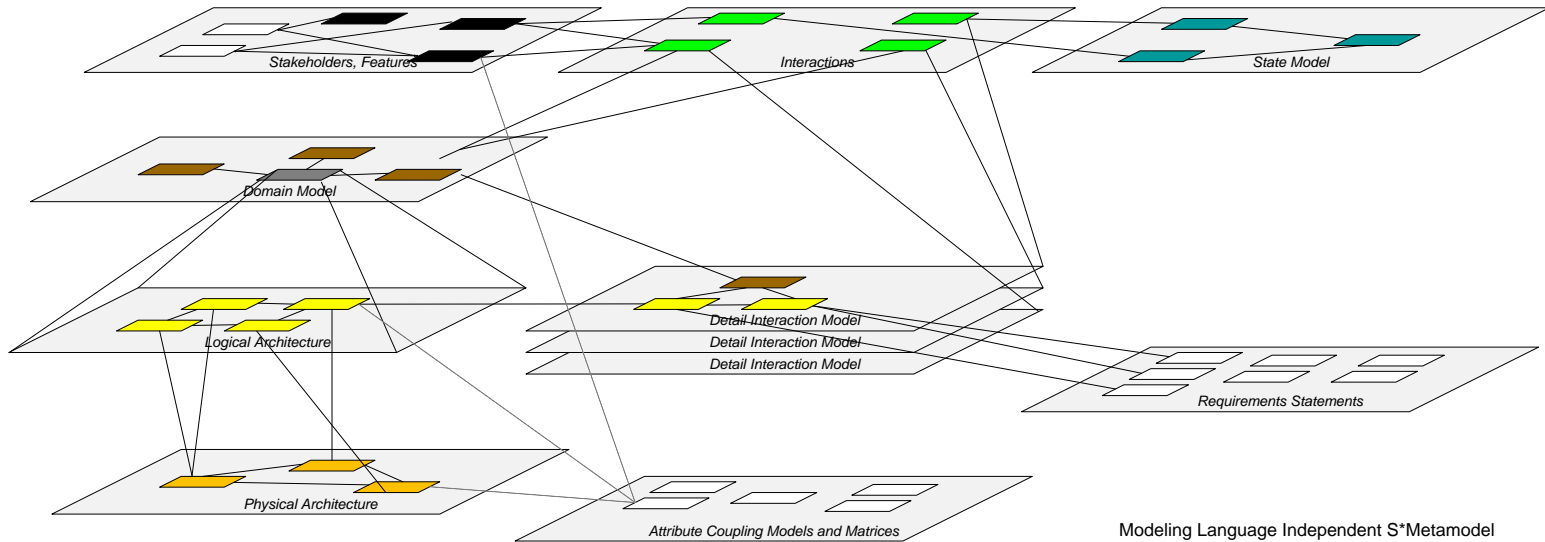 Stakeholders, Features
Interactions
State Model
Domain Model
Detail Interaction Model
Logical Architecture
Detail Interaction Model
Detail Interaction Model
Requirements Statements
Physical Architecture
Attribute Coupling Models and Matrices
Modeling Language Independent S*Metamodel